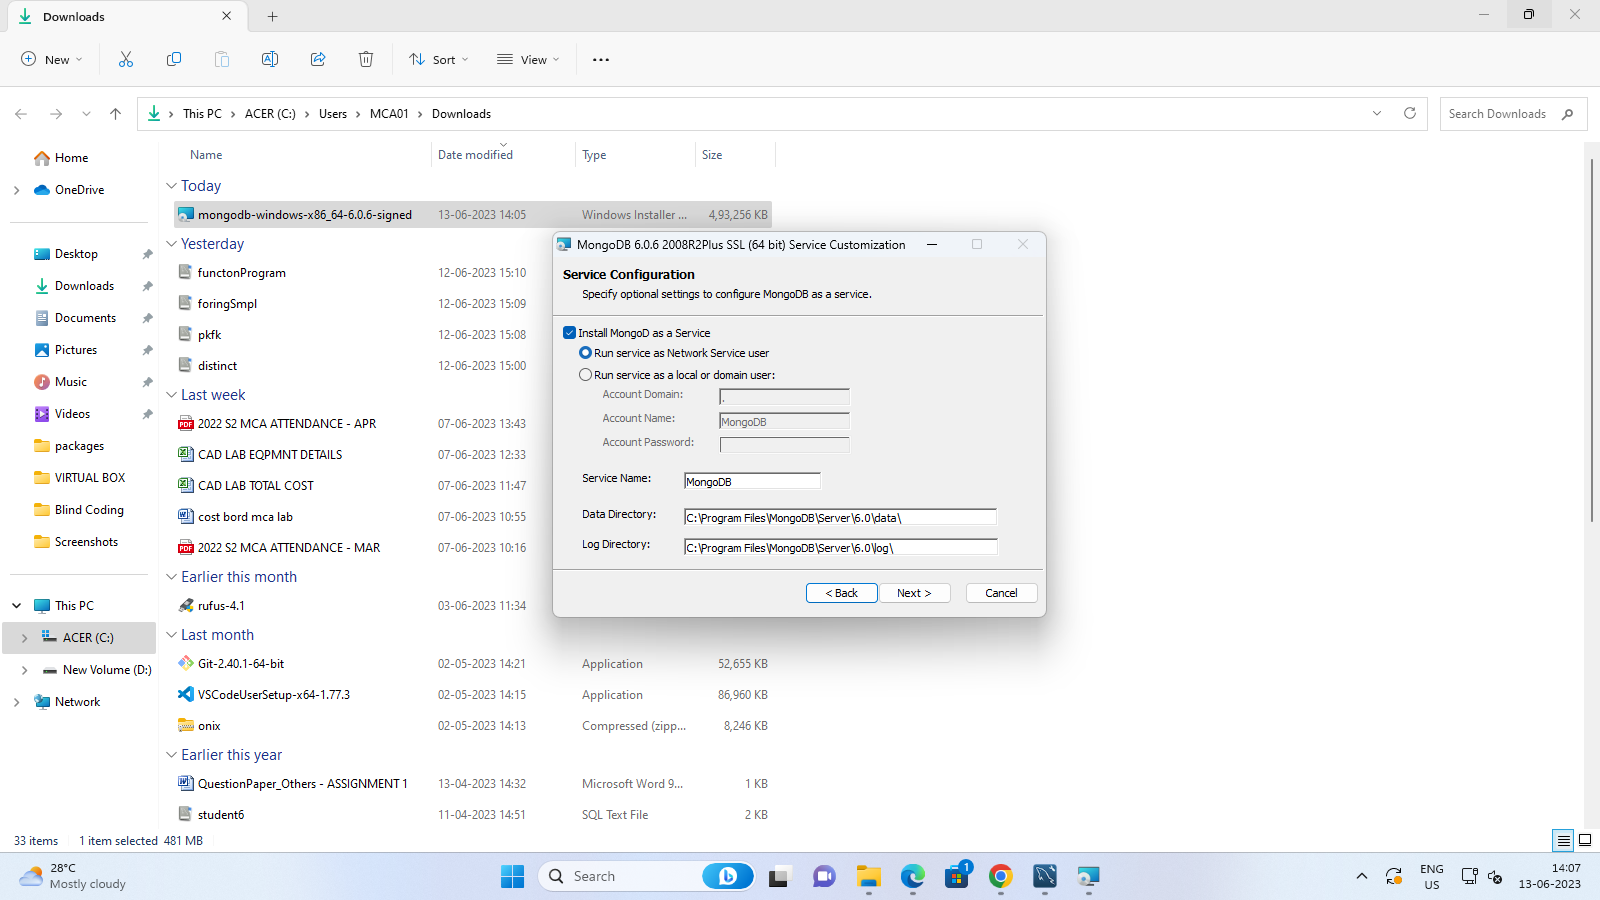 Downloads
New
Sort
View
This PC
ACER (C:)
Users
MCA01
Downloads
Search Downloads
Name
Date modified
Type
Size
Home
OneDrive
Desktop
Downloads
Documents
Pictures
Music
Videos
packages
VIRTUAL BOX
Blind Coding
Screenshots
This PC
ACER (C:)
New Volume (D:)
Network
Today
mongodb-windows-x86_64-6.0.6-signed 13-06-2023 14:05 Windows Installer ... 4,93,256 KB
Yesterday
functonProgram 12-06-2023 15:10
foringSmpl 12-06-2023 15:09
pkfk 12-06-2023 15:08
distinct 12-06-2023 15:00
Last week
2022 S2 MCA ATTENDANCE - APR 07-06-2023 13:43
CAD LAB EQPMNT DETAILS 07-06-2023 12:33
CAD LAB TOTAL COST 07-06-2023 11:47
cost bord mca lab 07-06-2023 10:55
2022 S2 MCA ATTENDANCE - MAR 07-06-2023 10:16
Earlier this month
rufus-4.1 03-06-2023 11:34
Last month
Git-2.40.1-64-bit 02-05-2023 14:21 Application 52,655 KB
VSCodeUserSetup-x64-1.77.3 02-05-2023 14:15 Application 86,960 KB
onix 02-05-2023 14:13 Compressed (zipp... 8,246 KB
Earlier this year
QuestionPaper_Others - ASSIGNMENT 1 13-04-2023 14:32 Microsoft Word 9... 1 KB
student6 11-04-2023 14:51 SQL Text File 2 KB
MongoDB 6.0.6 2008R2Plus SSL (64 bit) Service Customization
Service Configuration
Specify optional settings to configure MongoDB as a service.
Install MongoD as a Service
Run service as Network Service user
Run service as a local or domain user:
Account Domain: .
Account Name: MongoDB
Account Password:
Service Name: MongoDB
Data Directory: C:\Program Files\MongoDB\Server\6.0\data\
Log Directory: C:\Program Files\MongoDB\Server\6.0\log\
< Back
Next >
Cancel
33 items
1 item selected 481 MB
28°C
Mostly cloudy
Search
1
ENG
US
14:07
13-06-2023